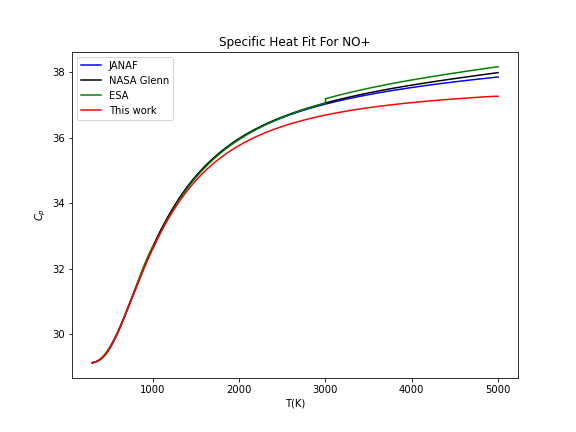 Specific Heat Fit For NO+
JANAF
NASA Glenn
ESA
This work
38
36
34
32
30
C_p
1000 2000 3000 4000 5000
T(K)